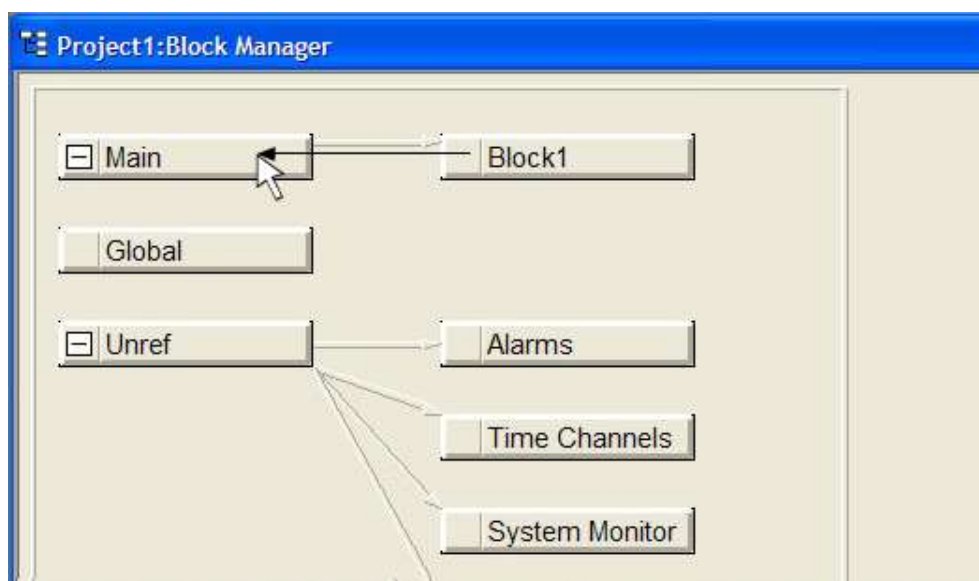 Project1:Block Manager
Main
Block1
Global
Unref
Alarms
Time Channels
System Monitor